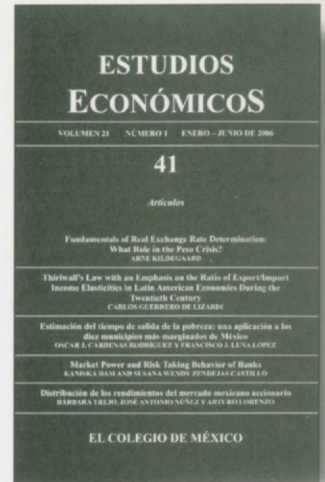 ESTUDIOS
ECONÓMICOS
VOLUMEN 21 NÚMERO 1 ENERO – JUNIO DE 2006
41
Artículos
Fundamentals of Real Exchange Rate Determination:
What Role in the Peso Crisis?
ARNE KILDEGAARD
Thirlwall's Law with an Emphasis on the Ratio of Export/Import
Income Elasticities in Latin American Economies During the
Twentieth Century
CARLOS GUERRERO DE LIZARDI
Estimación del tiempo de salida de la pobreza: una aplicación a los
diez municipios más marginados de México
OSCAR J. CÁRDENAS RODRÍGUEZ Y FRANCISCO J. LUNA LÓPEZ
Market Power and Risk Taking Behavior of Banks
KANISKA DAM AND SUSANA WENDY ZENDEJAS CASTILLO
Distribución de los rendimientos del mercado mexicano accionario
BÁRBARA TREJO, JOSÉ ANTONIO NÚÑEZ Y ARTURO LORENZO
EL COLEGIO DE MÉXICO